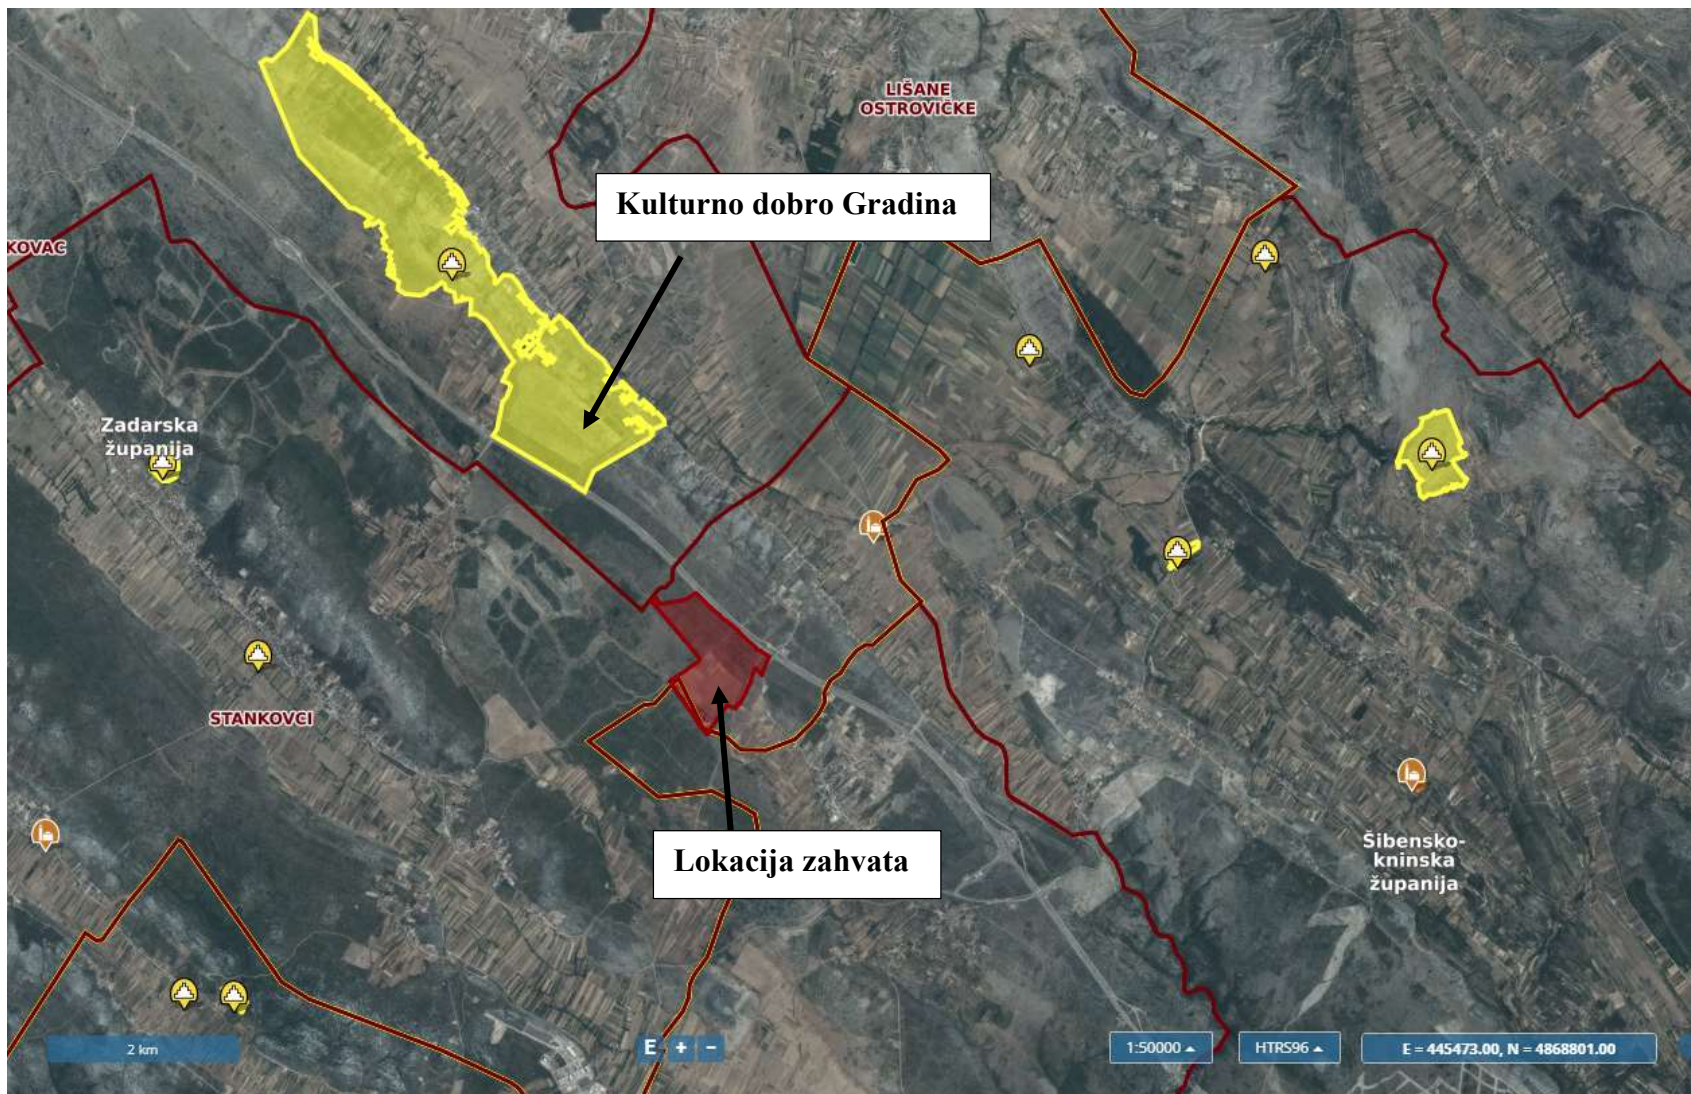 LIŠANE
OSTROVIČKE
Kulturno dobro Gradina
KOVAC
Zadarska
županija
STANKOVCI
Šibensko-
kninska
županija
Lokacija zahvata
2 km
E + −
1:50000
HTRS96
E = 445473.00, N = 4868801.00